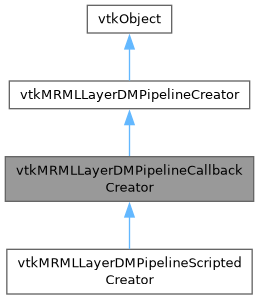 vtkObject
vtkMRMLLayerDMPipelineCreator
vtkMRMLLayerDMPipelineCallback
Creator
vtkMRMLLayerDMPipelineScripted
Creator